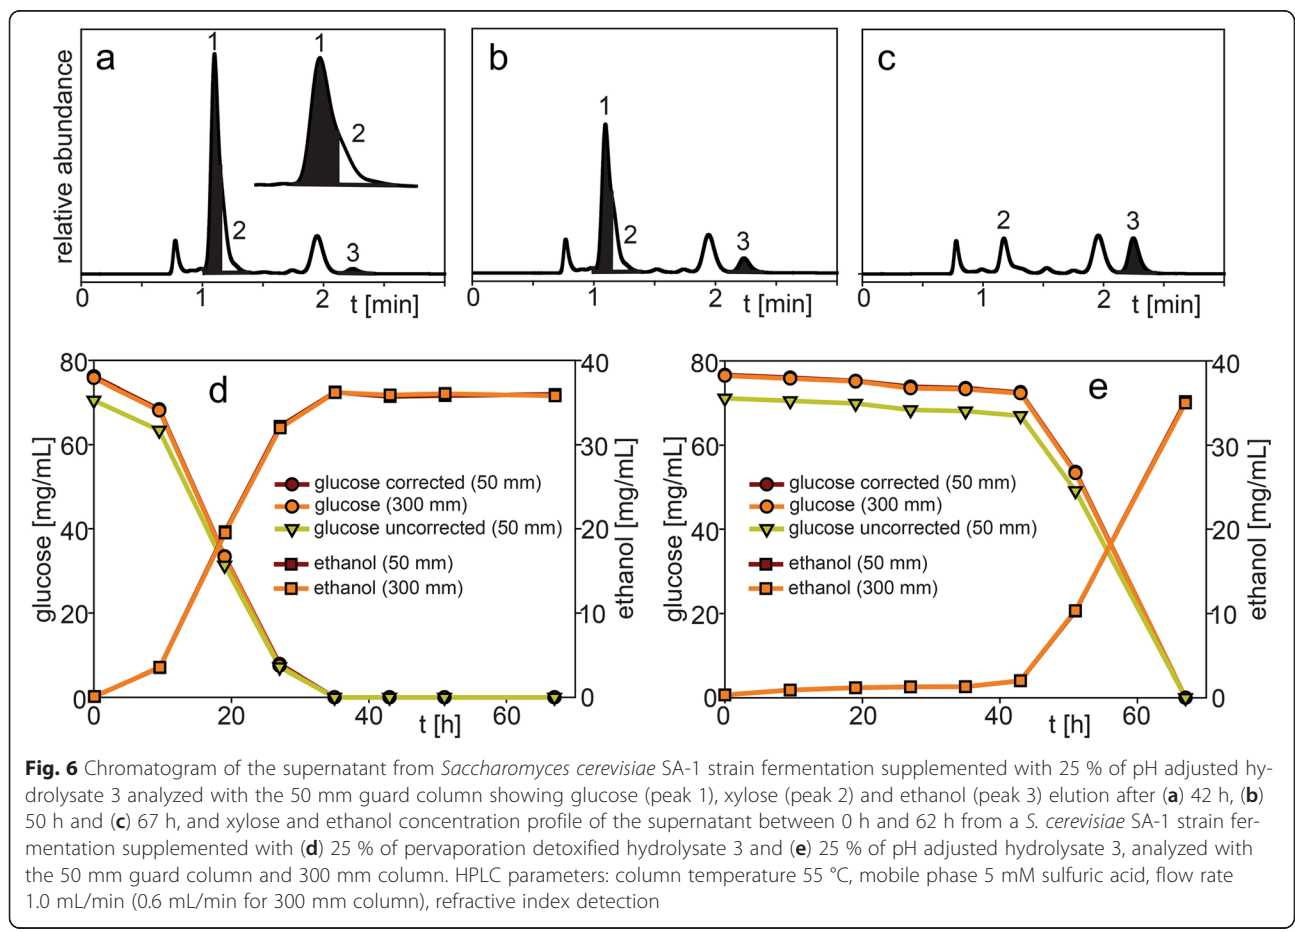 a
1
1
2
2
3
relative abundance
0
1
2
t [min]
b
1
2
3
0
1
2
t [min]
c
2
3
0
1
2
t [min]
d
80
60
40
20
0
glucose [mg/mL]
40
30
20
10
0
ethanol [mg/mL]
glucose corrected (50 mm)
glucose (300 mm)
glucose uncorrected (50 mm)
ethanol (50 mm)
ethanol (300 mm)
0
20
40
60
t [h]
e
80
60
40
20
0
glucose [mg/mL]
40
30
20
10
0
ethanol [mg/mL]
glucose corrected (50 mm)
glucose (300 mm)
glucose uncorrected (50 mm)
ethanol (50 mm)
ethanol (300 mm)
0
20
40
60
t [h]
Fig. 6 Chromatogram of the supernatant from Saccharomyces cerevisiae SA-1 strain fermentation supplemented with 25 % of pH adjusted hy-
drolysate 3 analyzed with the 50 mm guard column showing glucose (peak 1), xylose (peak 2) and ethanol (peak 3) elution after (a) 42 h, (b)
50 h and (c) 67 h, and xylose and ethanol concentration profile of the supernatant between 0 h and 62 h from a S. cerevisiae SA-1 strain fer-
mentation supplemented with (d) 25 % of pervaporation detoxified hydrolysate 3 and (e) 25 % of pH adjusted hydrolysate 3, analyzed with
the 50 mm guard column and 300 mm column. HPLC parameters: column temperature 55 °C, mobile phase 5 mM sulfuric acid, flow rate
1.0 mL/min (0.6 mL/min for 300 mm column), refractive index detection